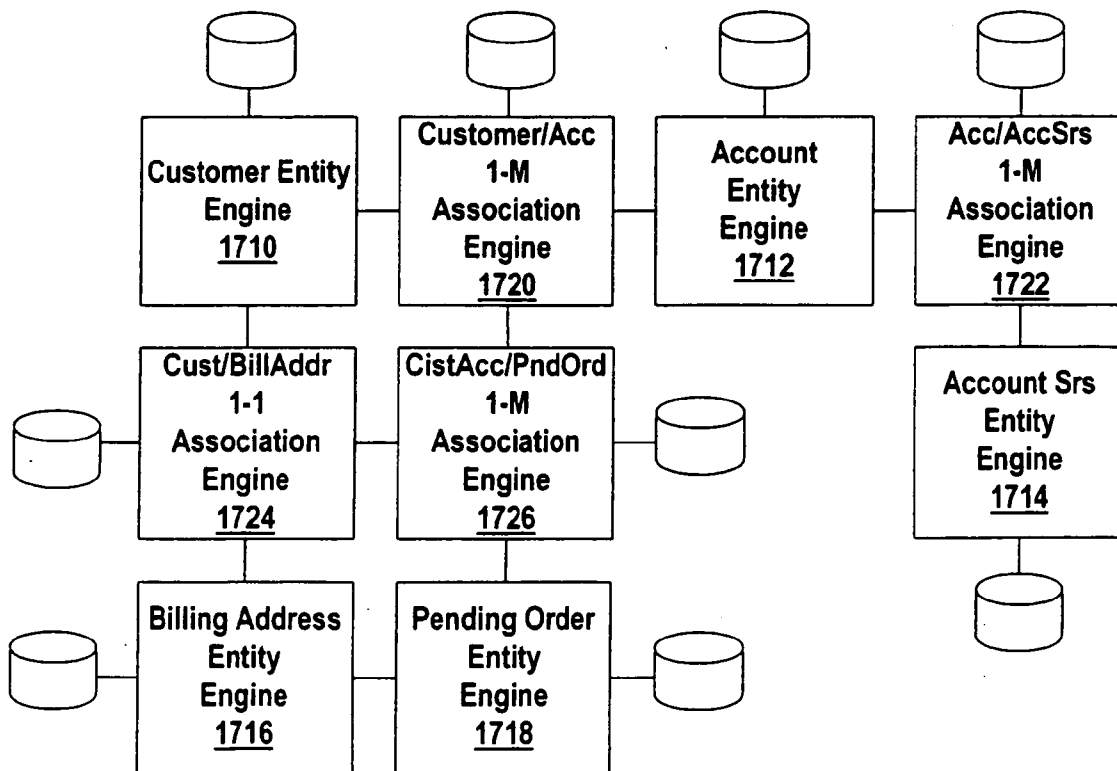 Customer Entity
Engine
1710
Customer/Acc
1-M
Association
Engine
1720
Account
Entity
Engine
1712
Acc/AccSrs
1-M
Association
Engine
1722
Cust/BillAddr
1-1
Association
Engine
1724
CistAcc/PndOrd
1-M
Association
Engine
1726
Account Srs
Entity
Engine
1714
Billing Address
Entity
Engine
1716
Pending Order
Entity
Engine
1718